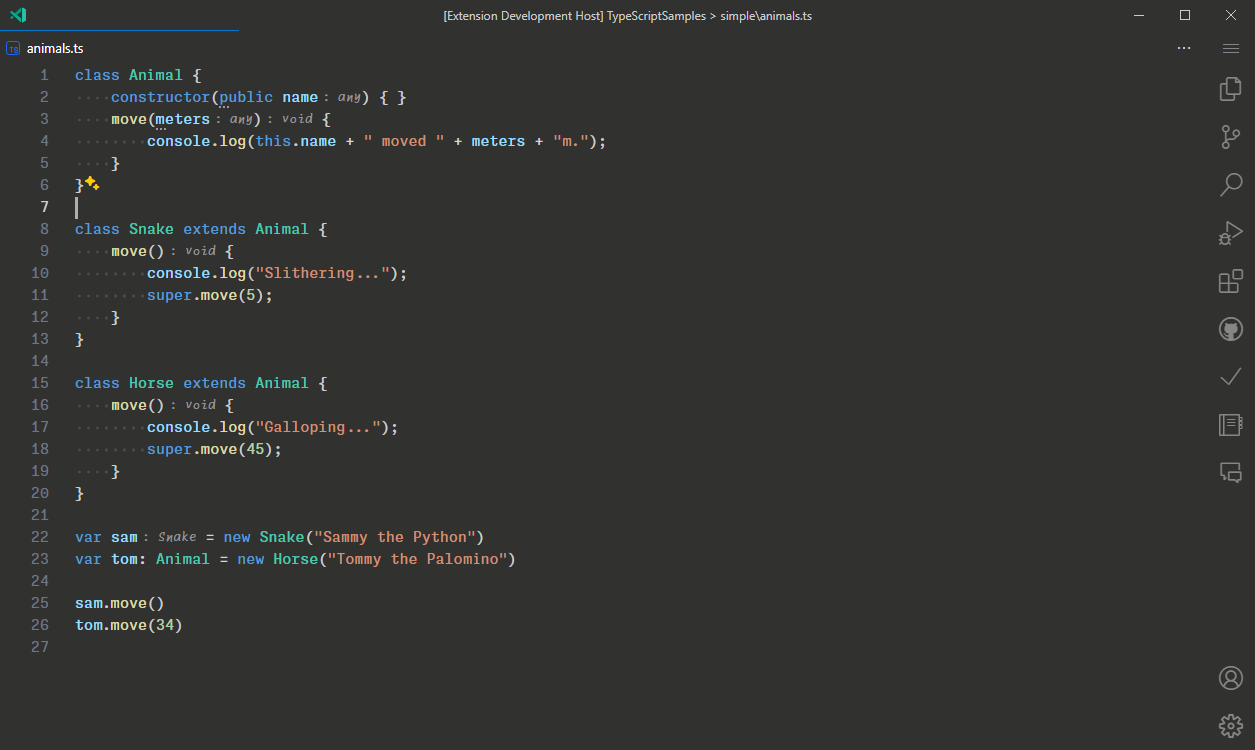 [Extension Development Host] TypeScriptSamples > simple\animals.ts
TS animals.ts
1 class Animal {
2 ····constructor(public name: any) { }
3 ····move(meters: any): void {
4 ········console.log(this.name + " moved " + meters + "m.");
5 ····}
6 }
7
8 class Snake extends Animal {
9 ····move(): void {
10 ········console.log("Slithering...");
11 ········super.move(5);
12 ····}
13 }
14
15 class Horse extends Animal {
16 ····move(): void {
17 ········console.log("Galloping...");
18 ········super.move(45);
19 ····}
20 }
21
22 var sam: Snake = new Snake("Sammy the Python")
23 var tom: Animal = new Horse("Tommy the Palomino")
24
25 sam.move()
26 tom.move(34)
27